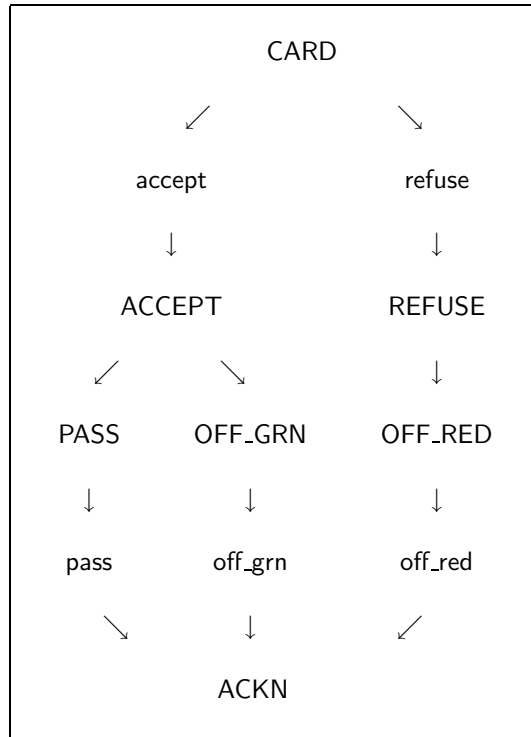 CARD
accept refuse
ACCEPT REFUSE
PASS OFF_GRN OFF_RED
pass off_grn off_red
ACKN